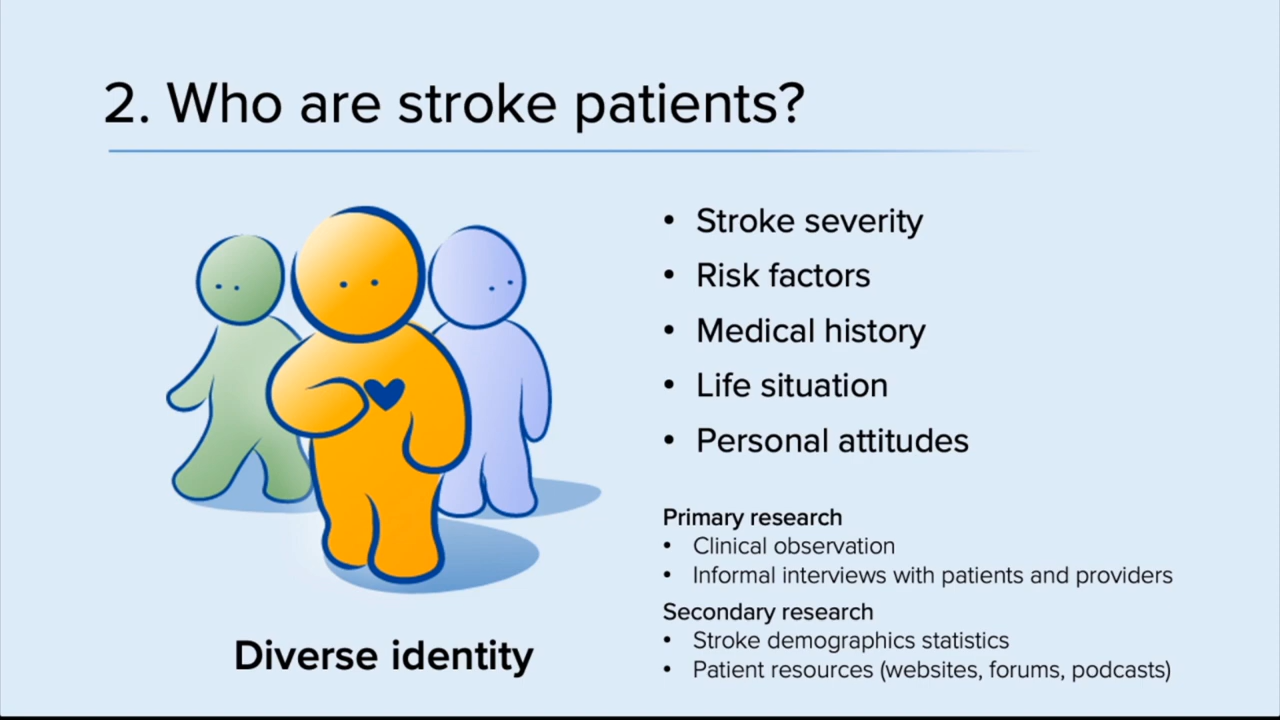 2. Who are stroke patients?
• Stroke severity
• Risk factors
• Medical history
• Life situation
• Personal attitudes
Primary research
• Clinical observation
• Informal interviews with patients and providers
Secondary research
• Stroke demographics statistics
• Patient resources (websites, forums, podcasts)
Diverse identity